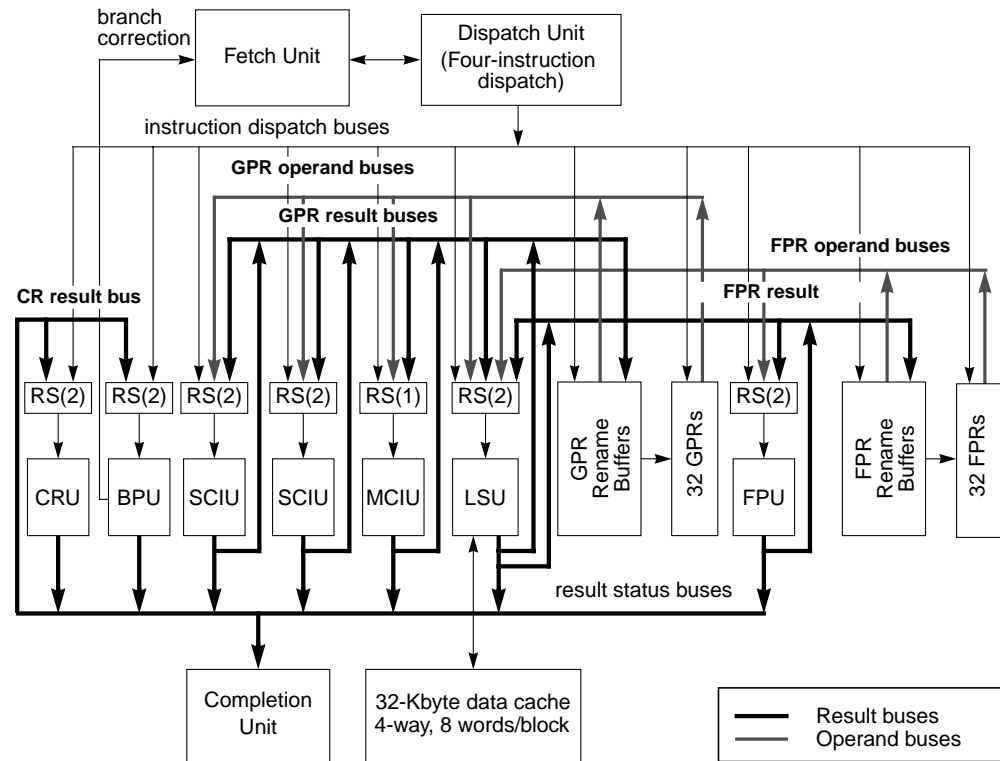 branch
correction
Fetch Unit
Dispatch Unit
(Four-instruction
dispatch)
instruction dispatch buses
GPR operand buses
GPR result buses
FPR operand buses
CR result bus
FPR result
RS(2)
RS(2)
RS(2)
RS(2)
RS(1)
RS(2)
RS(2)
CRU
BPU
SCIU
SCIU
MCIU
LSU
GPR
Rename
Buffers
32 GPRs
FPU
FPR
Rename
Buffers
32 FPRs
result status buses
Completion
Unit
32-Kbyte data cache
4-way, 8 words/block
Result buses
Operand buses